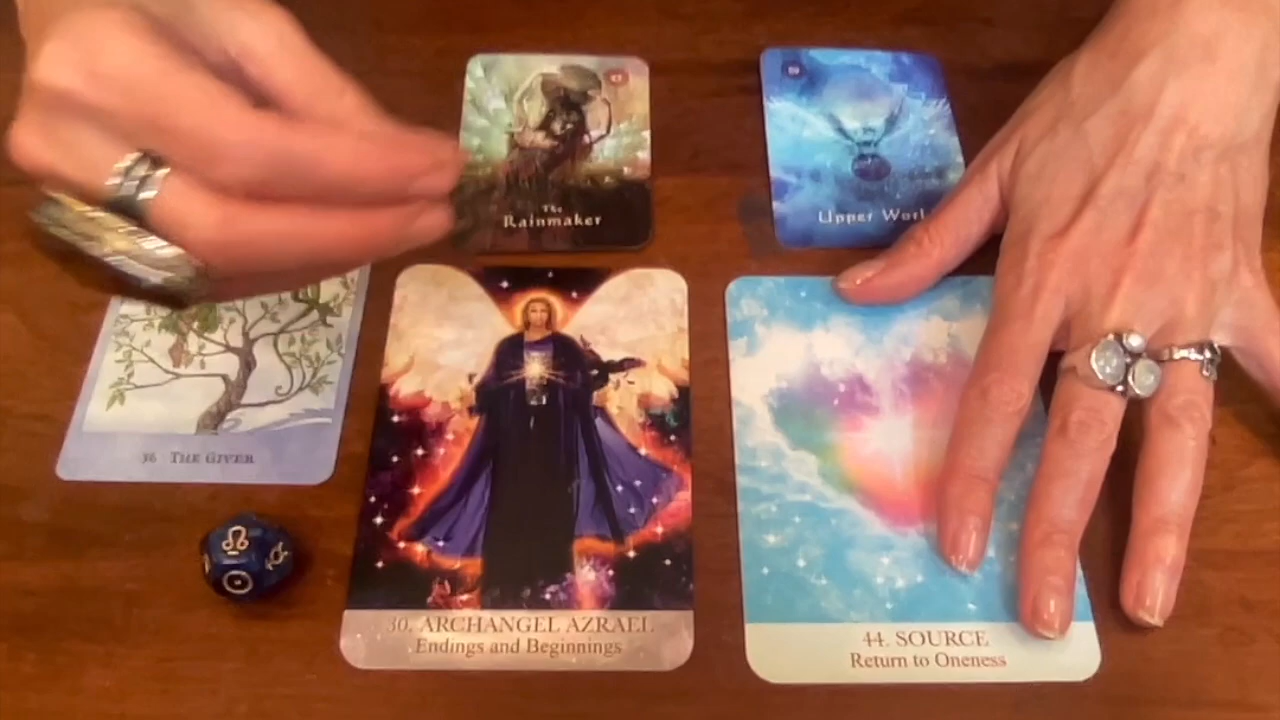 The
Rainmaker
Upper Worl
36 THE GIVER
30. ARCHANGEL AZRAEL
Endings and Beginnings
44. SOURCE
Return to Oneness